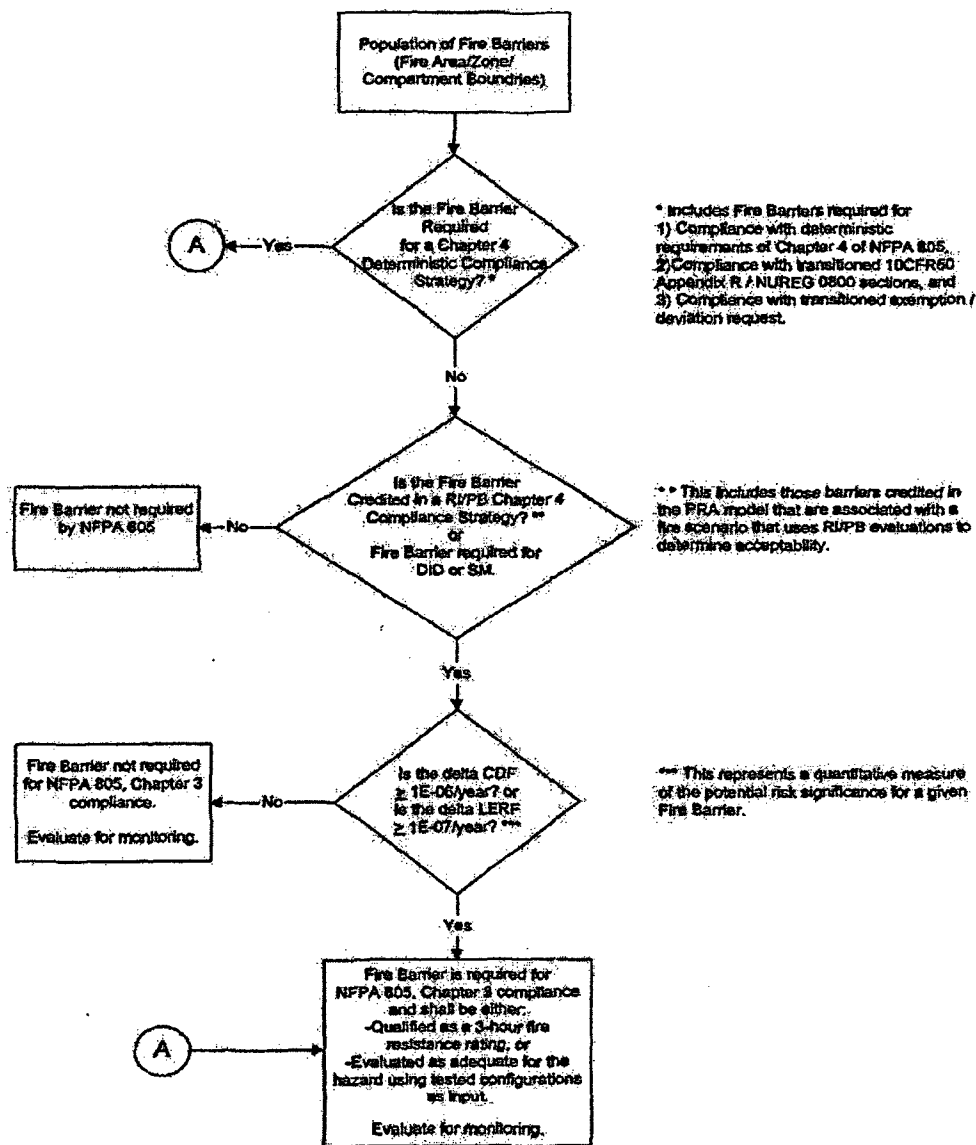 Population of Fire Barriers
(Fire Area/Zone/
Compartment Boundries)
Is the Fire Barrier
Required
for a Chapter 4
Deterministic Compliance
Strategy? *
Yes
A
* Includes Fire Barriers required for
1) Compliance with deterministic
requirements of Chapter 4 of NFPA 805,
2)Compliance with transitioned 10CFR50
Appendix R / NUREG 0800 sections, and
3) Compliance with transitioned exemption /
deviation request.
No
Is the Fire Barrier
Credited in a RI/PB Chapter 4
Compliance Strategy? **
or
Fire Barrier required for
DID or SM.
No
Fire Barrier not required
by NFPA 805
** This includes those barriers credited in
the PRA model that are associated with a
fire scenario that uses RI/PB evaluations to
determine acceptability.
Yes
Is the delta CDF
≥ 1E-06/year? or
Is the delta LERF
≥ 1E-07/year? ***
No
Fire Barrier not required
for NFPA 805, Chapter 3
compliance.
Evaluate for monitoring.
*** This represents a quantitative measure
of the potential risk significance for a given
Fire Barrier.
Yes
Fire Barrier is required for
NFPA 805, Chapter 3 compliance
and shall be either:
-Qualified as a 3-hour fire
resistance rating, or
-Evaluated as adequate for the
hazard using tested configurations
as input.
Evaluate for monitoring.
A